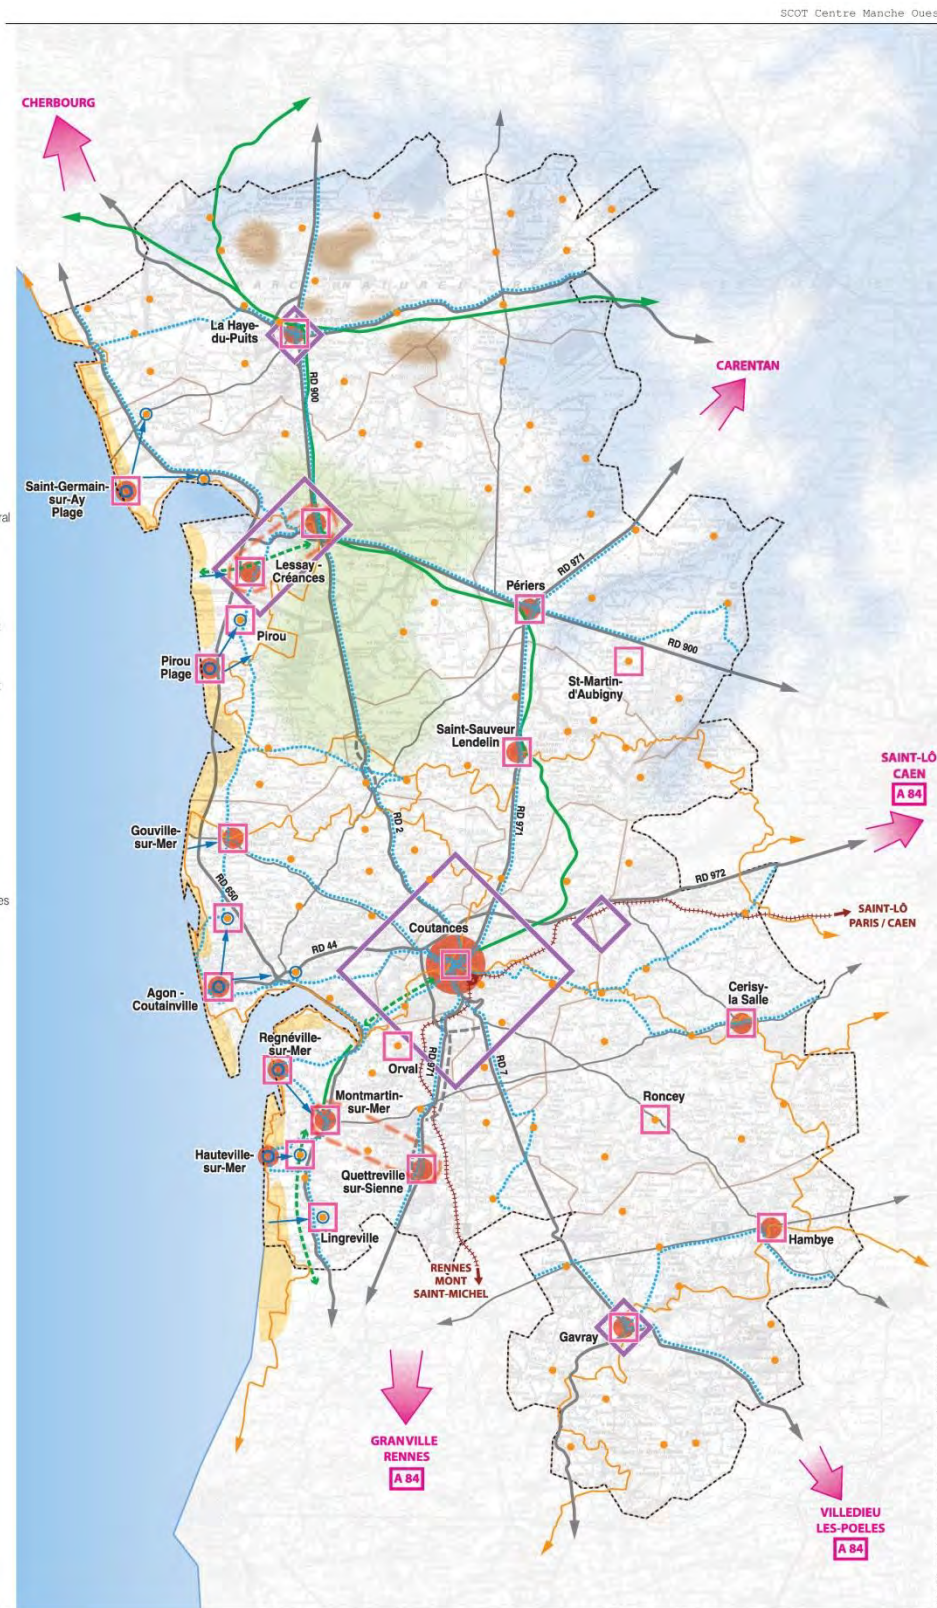 SCOT Centre Manche Oues
CHERBOURG
La Haye-
du-Puits
CARENTAN
RD 900
Saint-Germain-
sur-Ay
Plage
ral
Lessay -
Créances
RD 971
Périers
Pirou
RD 900
Pirou
Plage
St-Martin-
d'Aubigny
Saint-Sauveur
Lendelin
SAINT-LÔ
CAEN
A 84
Gouville-
sur-Mer
RD 2
RD 971
RD 650
RD 972
es
Coutances
SAINT-LÔ
PARIS / CAEN
RD 44
Agon -
Coutainville
Cerisy-
la Salle
Regnéville-
sur-Mer
Orval
RD 971
RD 7
Montmartin-
sur-Mer
Roncey
Hauteville-
sur-Mer
Quettreville
sur-Sienne
Lingreville
Hambye
RENNES
MONT
SAINT-MICHEL
Gavray
GRANVILLE
RENNES
A 84
VILLEDIEU
LES-POELES
A 84